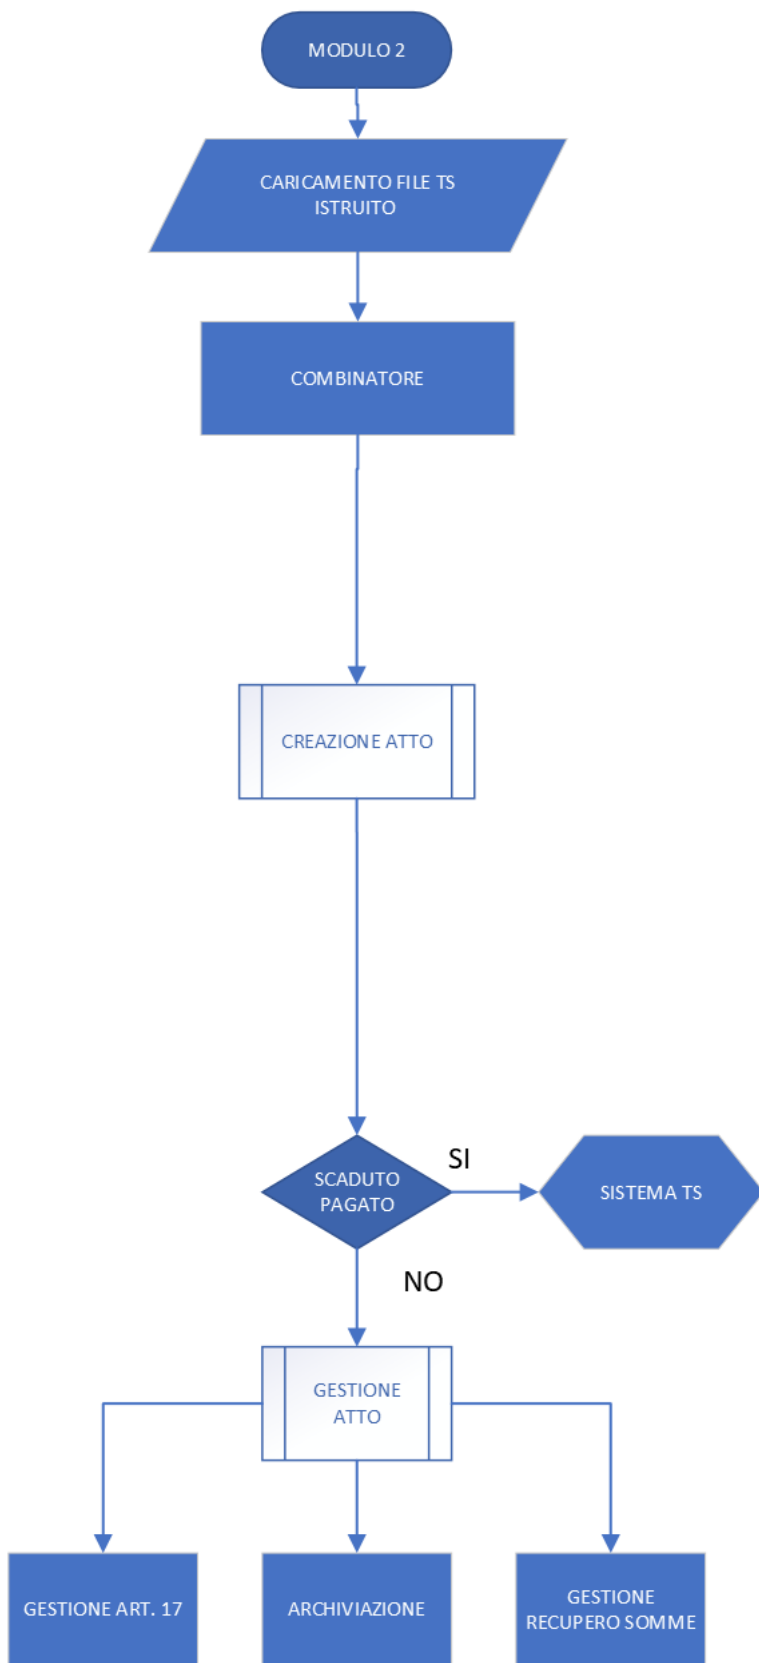 MODULO 2
CARICAMENTO FILE TS
ISTRUITO
COMBINATORE
CREAZIONE ATTO
SCADUTO
PAGATO
SI
SISTEMA TS
NO
GESTIONE
ATTO
GESTIONE ART. 17
ARCHIVIAZIONE
GESTIONE
RECUPERO SOMME